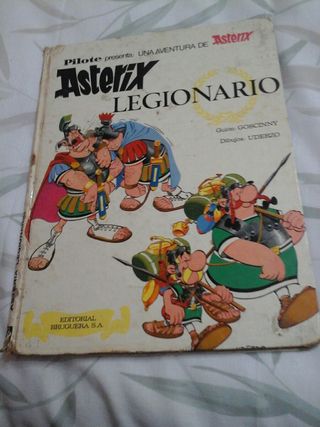 Pilote presenta: UNA AVENTURA DE Asterix
Asterix
LEGIONARIO
Guión: GOSCINNY
Dibujos: UDERZO
EDITORIAL
BRUGUERA S.A.